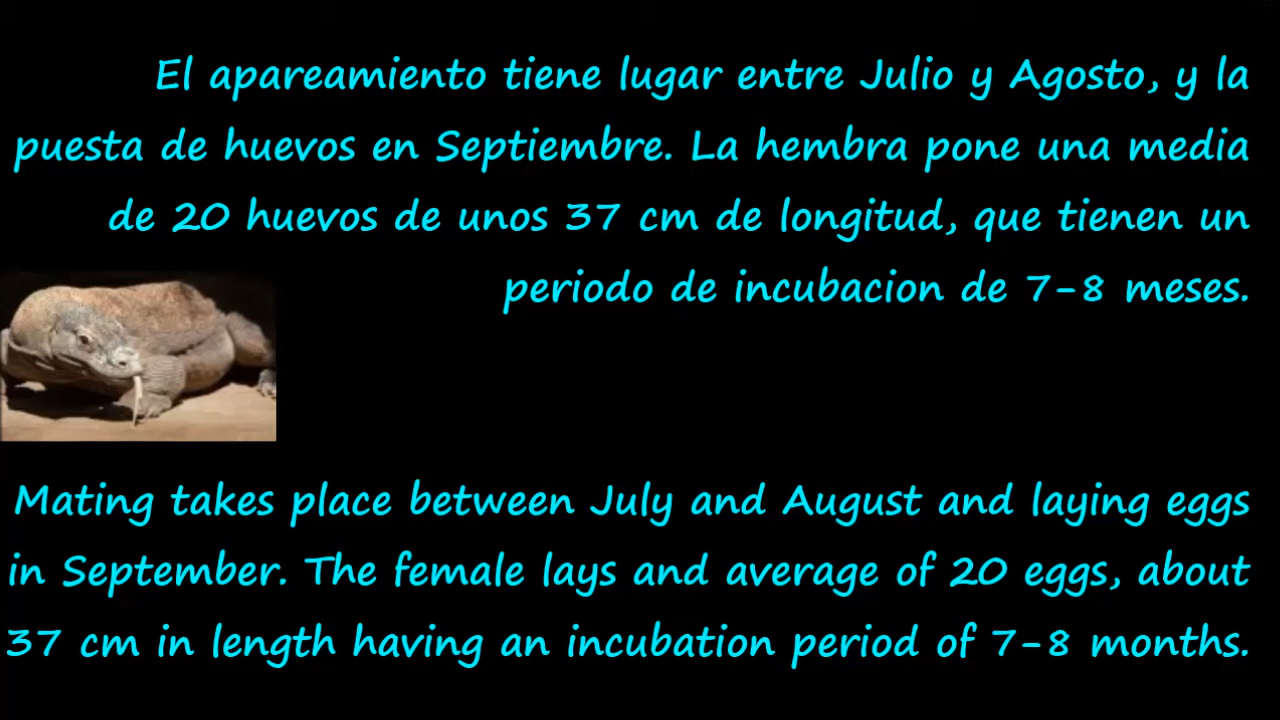 El apareamiento tiene lugar entre Julio y Agosto, y la
puesta de huevos en Septiembre. La hembra pone una media
de 20 huevos de unos 37 cm de longitud, que tienen un
periodo de incubacion de 7-8 meses.
Mating takes place between July and August and laying eggs
in September. The female lays and average of 20 eggs, about
37 cm in length having an incubation period of 7-8 months.